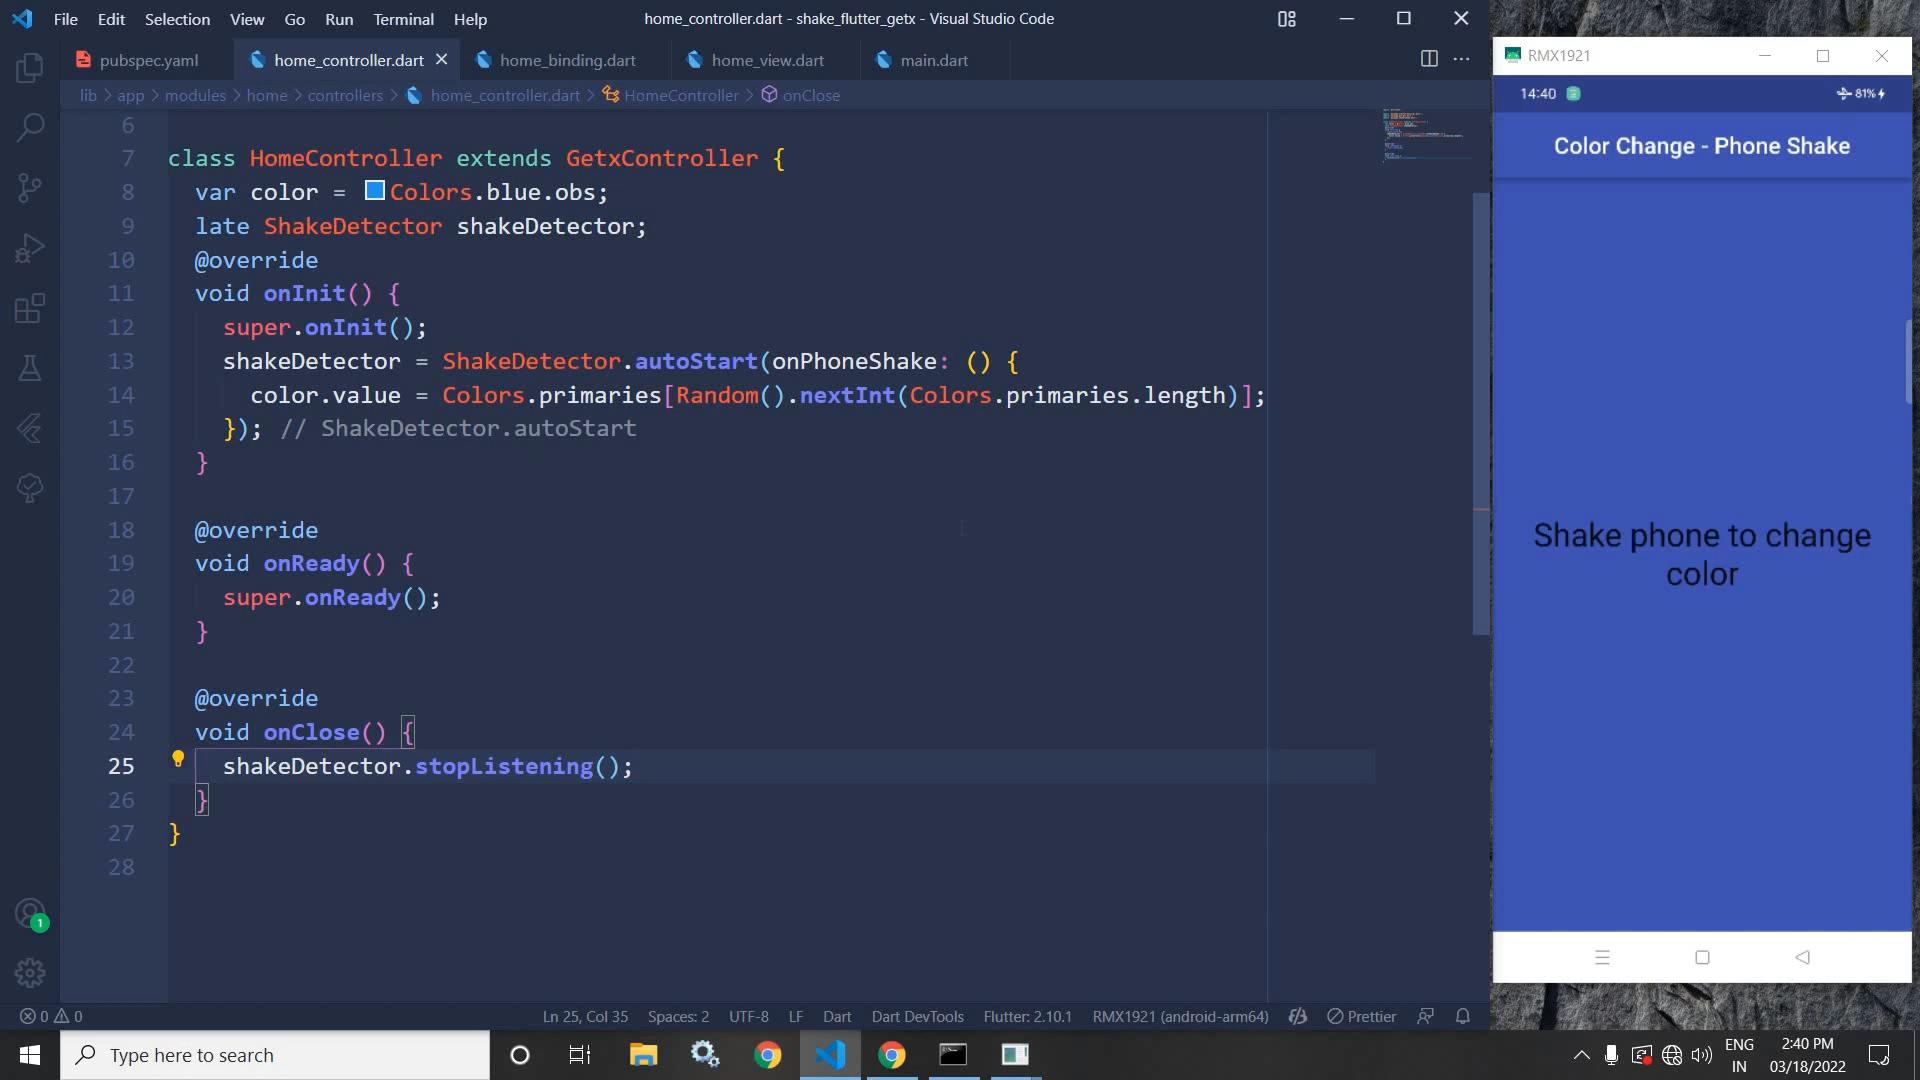 File Edit Selection View Go Run Terminal Help
home_controller.dart - shake_flutter_getx - Visual Studio Code
pubspec.yaml home_controller.dart home_binding.dart home_view.dart main.dart
lib > app > modules > home > controllers > home_controller.dart > HomeController > onClose
6
7 class HomeController extends GetxController {
8 var color = Colors.blue.obs;
9 late ShakeDetector shakeDetector;
10 @override
11 void onInit() {
12 super.onInit();
13 shakeDetector = ShakeDetector.autoStart(onPhoneShake: () {
14 color.value = Colors.primaries[Random().nextInt(Colors.primaries.length)];
15 }); // ShakeDetector.autoStart
16 }
17
18 @override
19 void onReady() {
20 super.onReady();
21 }
22
23 @override
24 void onClose() {
25 shakeDetector.stopListening();
26 }
27 }
28
1
0 0 Ln 25, Col 35 Spaces: 2 UTF-8 LF Dart Dart DevTools Flutter: 2.10.1 RMX1921 (android-arm64) Prettier
RMX1921
14:40 81%
Color Change - Phone Shake
Shake phone to change
color
Type here to search
ENG
IN
2:40 PM
03/18/2022